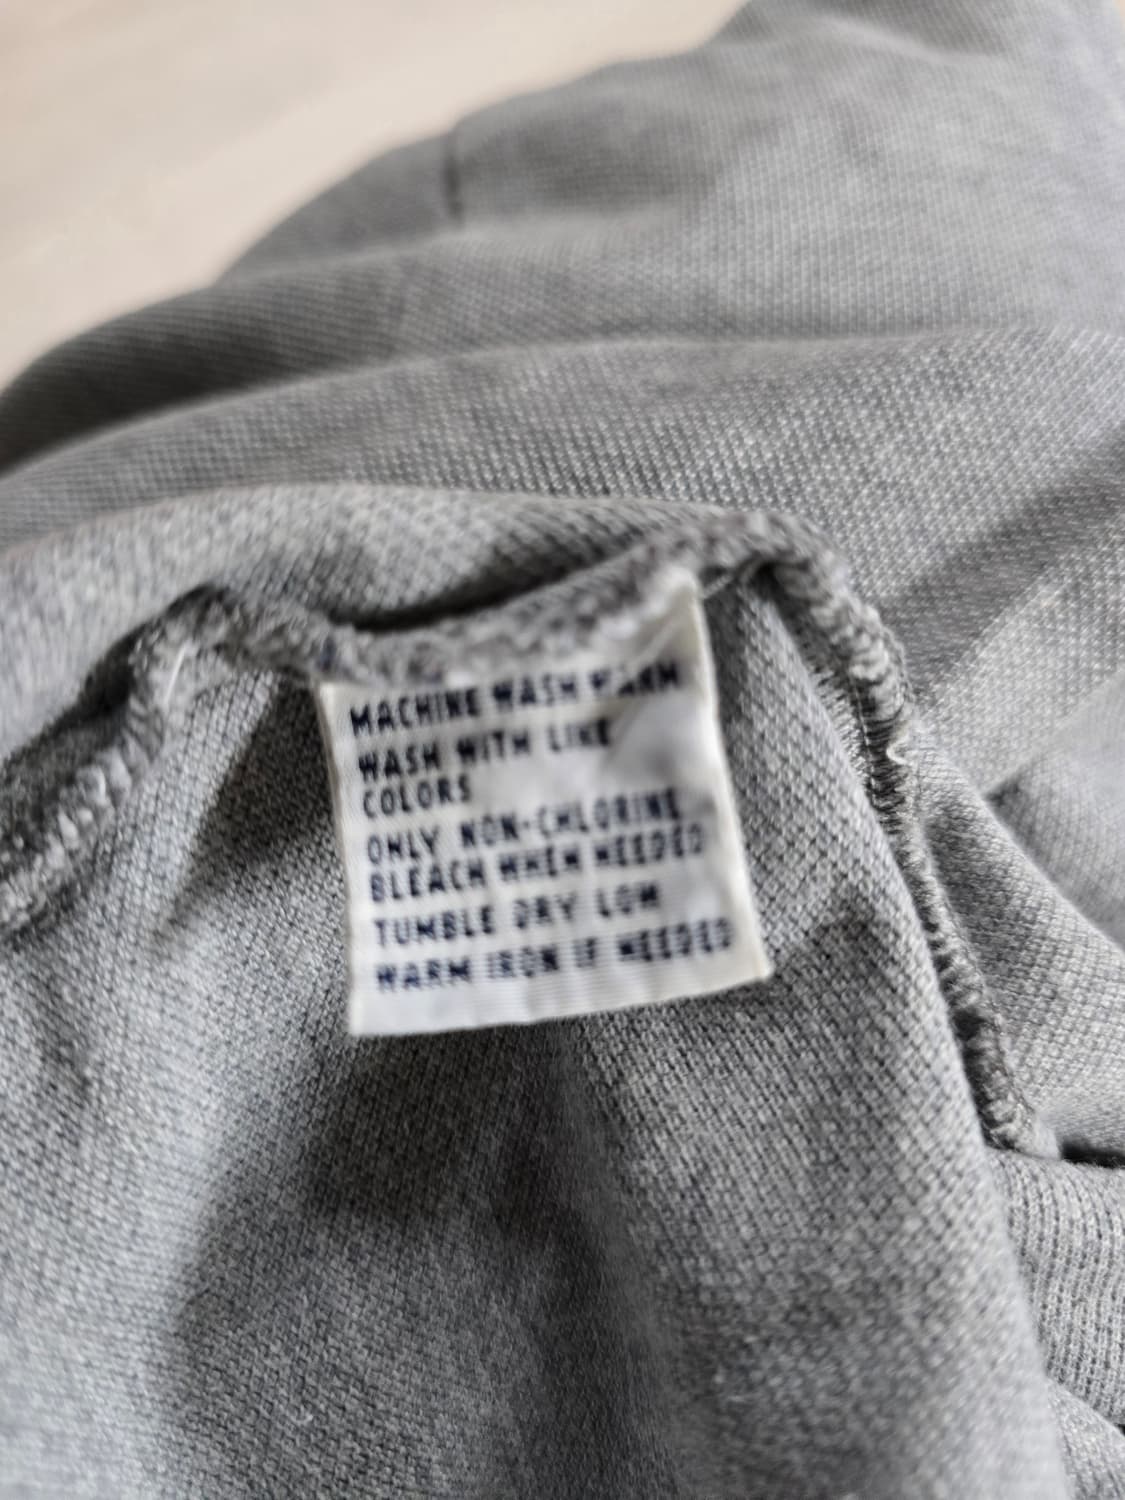 MACHINE WASH WARM
WASH WITH LIKE
COLORS
ONLY NON-CHLORINE
BLEACH WHEN NEEDED
TUMBLE DRY LOW
WARM IRON IF NEEDED